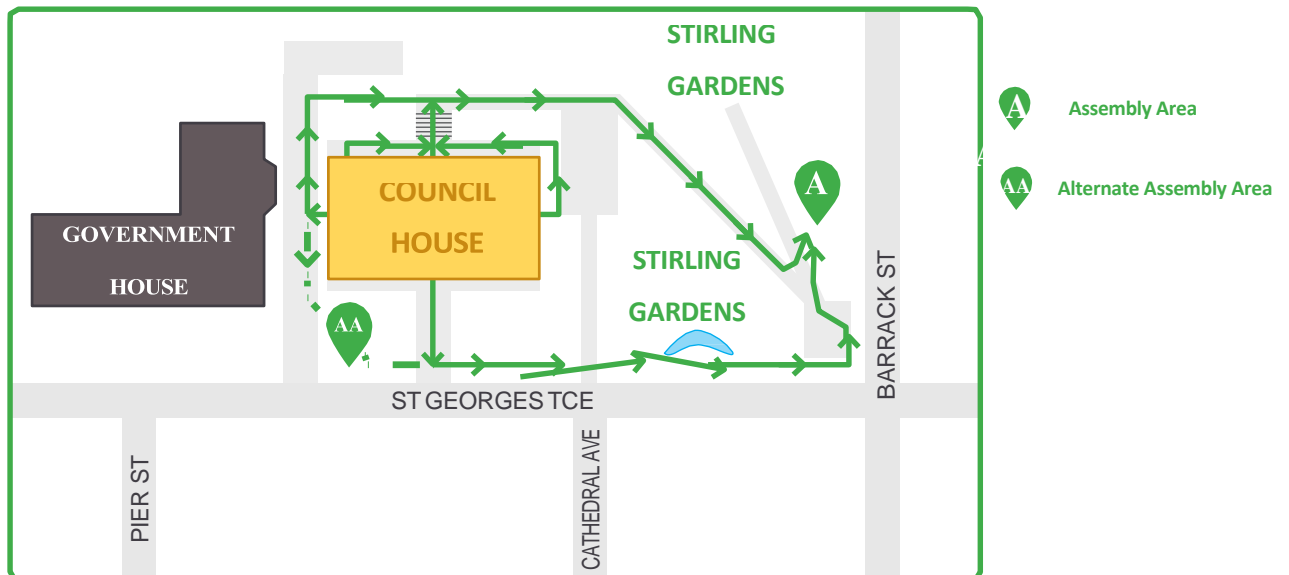 STIRLING
GARDENS
A
Assembly Area
A
AA
Alternate Assembly Area
COUNCIL
HOUSE
A
GOVERNMENT
HOUSE
STIRLING
GARDENS
AA
BARRACK ST
ST GEORGES TCE
PIER ST
CATHEDRAL AVE